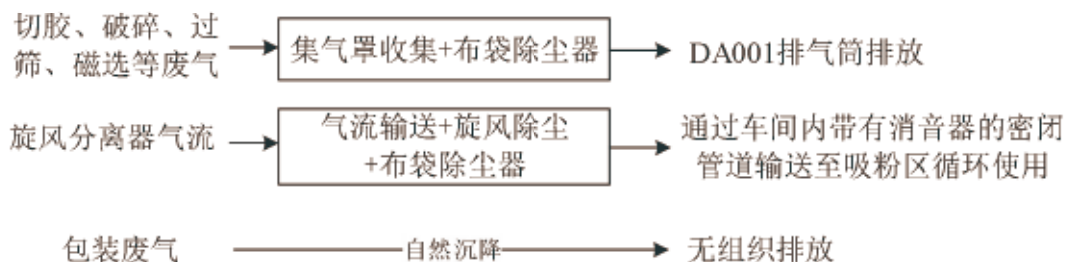 切胶、破碎、过
筛、磁选等废气
集气罩收集+布袋除尘器
DA001排气筒排放
旋风分离器气流
气流输送+旋风除尘
+布袋除尘器
通过车间内带有消音器的密闭
管道输送至吸粉区循环使用
包装废气
自然沉降
无组织排放